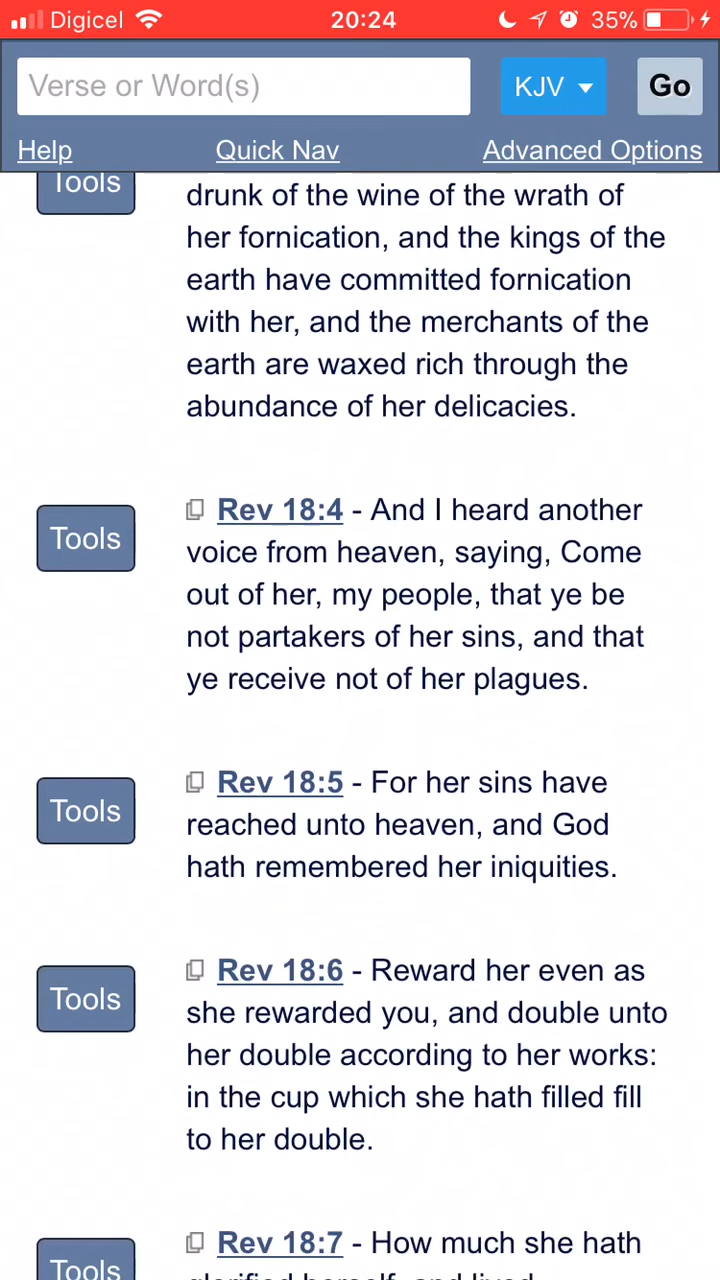 Digicel 20:24 35%
Verse or Word(s) KJV Go
Help Quick Nav Advanced Options
Tools
drunk of the wine of the wrath of
her fornication, and the kings of the
earth have committed fornication
with her, and the merchants of the
earth are waxed rich through the
abundance of her delicacies.
Tools
Rev 18:4 - And I heard another
voice from heaven, saying, Come
out of her, my people, that ye be
not partakers of her sins, and that
ye receive not of her plagues.
Tools
Rev 18:5 - For her sins have
reached unto heaven, and God
hath remembered her iniquities.
Tools
Rev 18:6 - Reward her even as
she rewarded you, and double unto
her double according to her works:
in the cup which she hath filled fill
to her double.
Tools
Rev 18:7 - How much she hath
glorified herself, and lived